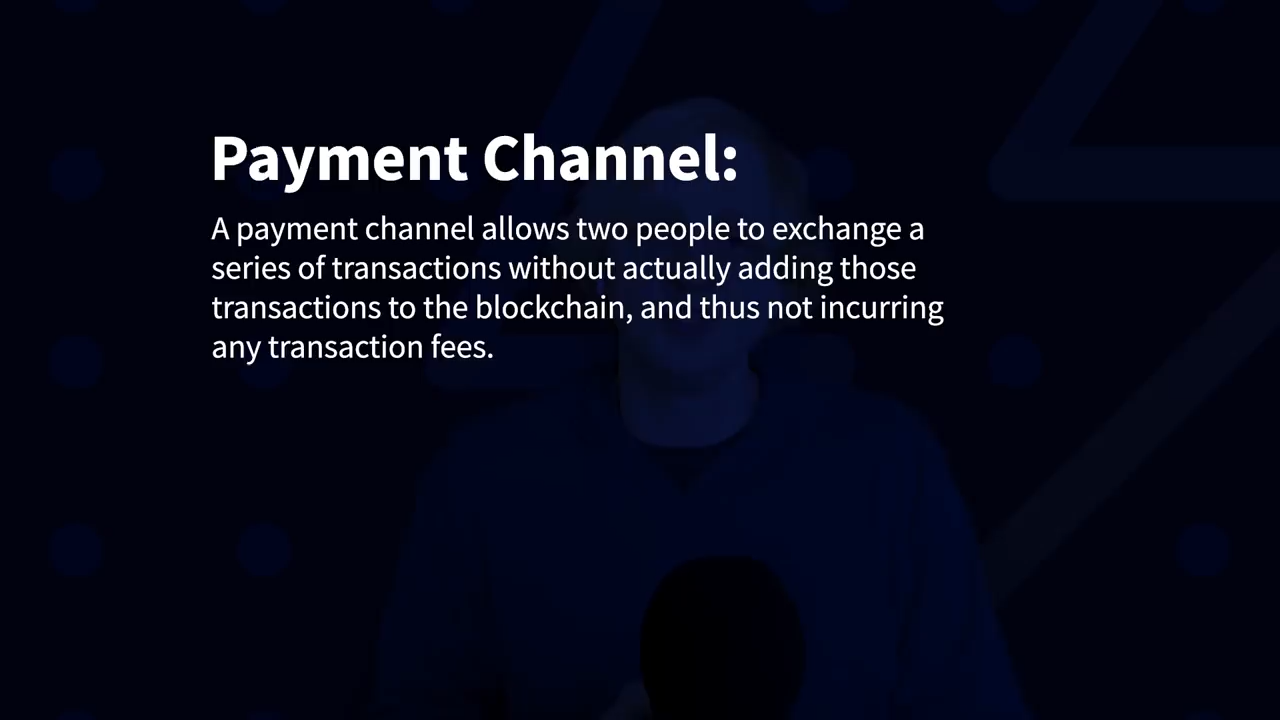 Payment Channel:
A payment channel allows two people to exchange a
series of transactions without actually adding those
transactions to the blockchain, and thus not incurring
any transaction fees.